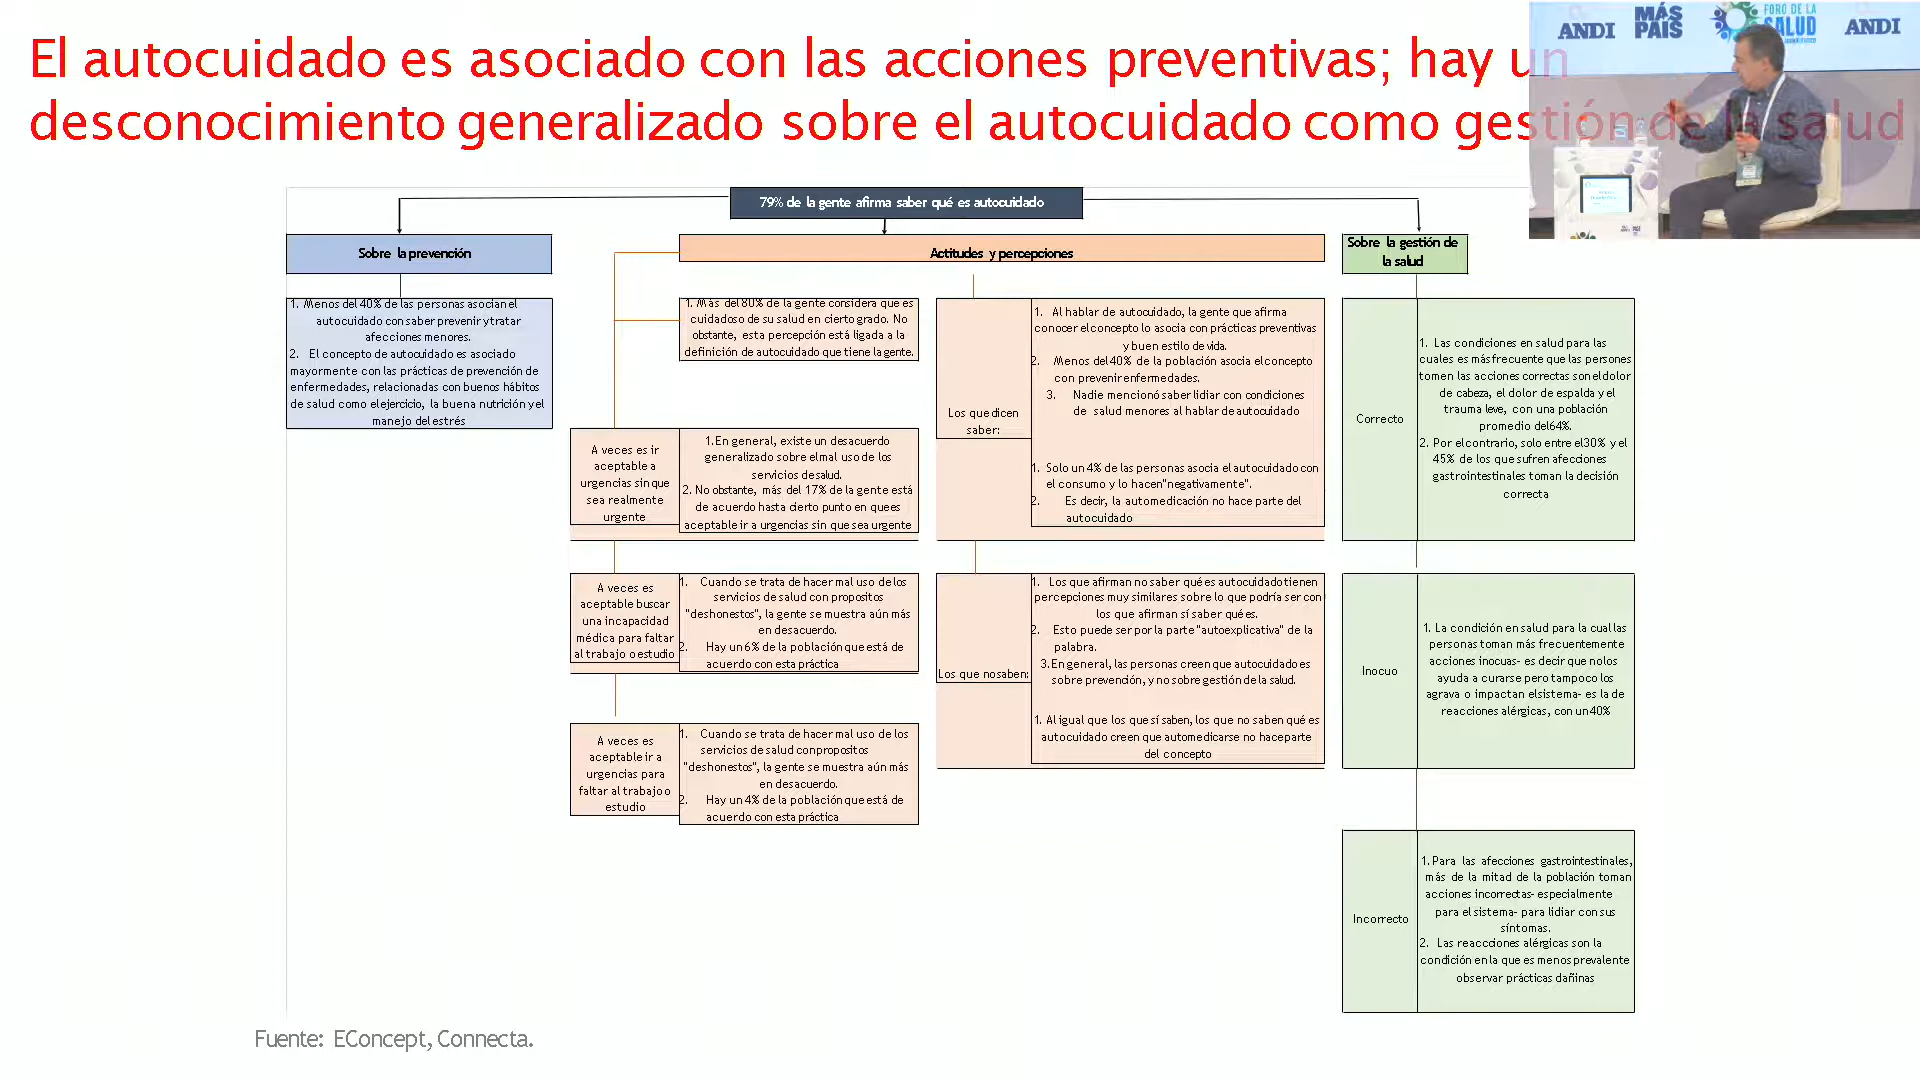 El autocuidado es asociado con las acciones preventivas; hay un
desconocimiento generalizado sobre el autocuidado como gestión de la salud
ANDI
MÁS
PAÍS
FORO DE LA
SALUD
ANDI
79% de la gente afirma saber qué es autocuidado
Sobre la prevención
1. Menos del 40% de las personas asocian el
autocuidado con saber prevenir y tratar
afecciones menores.
2. El concepto de autocuidado es asociado
mayormente con las prácticas de prevención de
enfermedades, relacionadas con buenos hábitos
de salud como el ejercicio, la buena nutrición y el
manejo del estrés
Actitudes y percepciones
1. Más del 80% de la gente considera que es
cuidadoso de su salud en cierto grado. No
obstante, esta percepción está ligada a la
definición de autocuidado que tiene la gente.
A veces es ir
aceptable a
urgencias sin que
sea realmente
urgente
1. En general, existe un desacuerdo
generalizado sobre el mal uso de los
servicios de salud.
2. No obstante, más del 17% de la gente está
de acuerdo hasta cierto punto en que es
aceptable ir a urgencias sin que sea urgente
A veces es
aceptable buscar
una incapacidad
médica para faltar
al trabajo o estudio
1. Cuando se trata de hacer mal uso de los
servicios de salud con propositos
"deshonestos", la gente se muestra aún más
en desacuerdo.
2. Hay un 6% de la población que está de
acuerdo con esta práctica
A veces es
aceptable ir a
urgencias para
faltar al trabajo o
estudio
1. Cuando se trata de hacer mal uso de los
servicios de salud con propositos
"deshonestos", la gente se muestra aún más
en desacuerdo.
2. Hay un 4% de la población que está de
acuerdo con esta práctica
Los que dicen
saber:
1. Al hablar de autocuidado, la gente que afirma
conocer el concepto lo asocia con prácticas preventivas
y buen estilo de vida.
2. Menos del 40% de la población asocia el concepto
con prevenir enfermedades.
3. Nadie mencionó saber lidiar con condiciones
de salud menores al hablar de autocuidado
1. Solo un 4% de las personas asocia el autocuidado con
el consumo y lo hacen "negativamente".
2. Es decir, la automedicación no hace parte del
autocuidado
Los que no saben:
1. Los que afirman no saber qué es autocuidado tienen
percepciones muy similares sobre lo que podría ser con
los que afirman sí saber qué es.
2. Esto puede ser por la parte "autoexplicativa" de la
palabra.
3. En general, las personas creen que autocuidado es
sobre prevención, y no sobre gestión de la salud.
1. Al igual que los que sí saben, los que no saben qué es
autocuidado creen que automedicarse no hace parte
del concepto
Sobre la gestión de
la salud
Correcto
1. Las condiciones en salud para las
cuales es más frecuente que las persones
tomen las acciones correctas son el dolor
de cabeza, el dolor de espalda y el
trauma leve, con una población
promedio del 64%.
2. Por el contrario, solo entre el 30% y el
45% de los que sufren afecciones
gastrointestinales toman la decisión
correcta
Inocuo
1. La condición en salud para la cual las
personas toman más frecuentemente
acciones inocuas- es decir que no los
ayuda a curarse pero tampoco los
agrava o impactan el sistema- es la de
reacciones alérgicas, con un 40%
Incorrecto
1. Para las afecciones gastrointestinales,
más de la mitad de la población toman
acciones incorrectas- especialmente
para el sistema- para lidiar con sus
síntomas.
2. Las reaccciones alérgicas son la
condición en la que es menos prevalente
observar prácticas dañinas
Fuente: EConcept, Connecta.